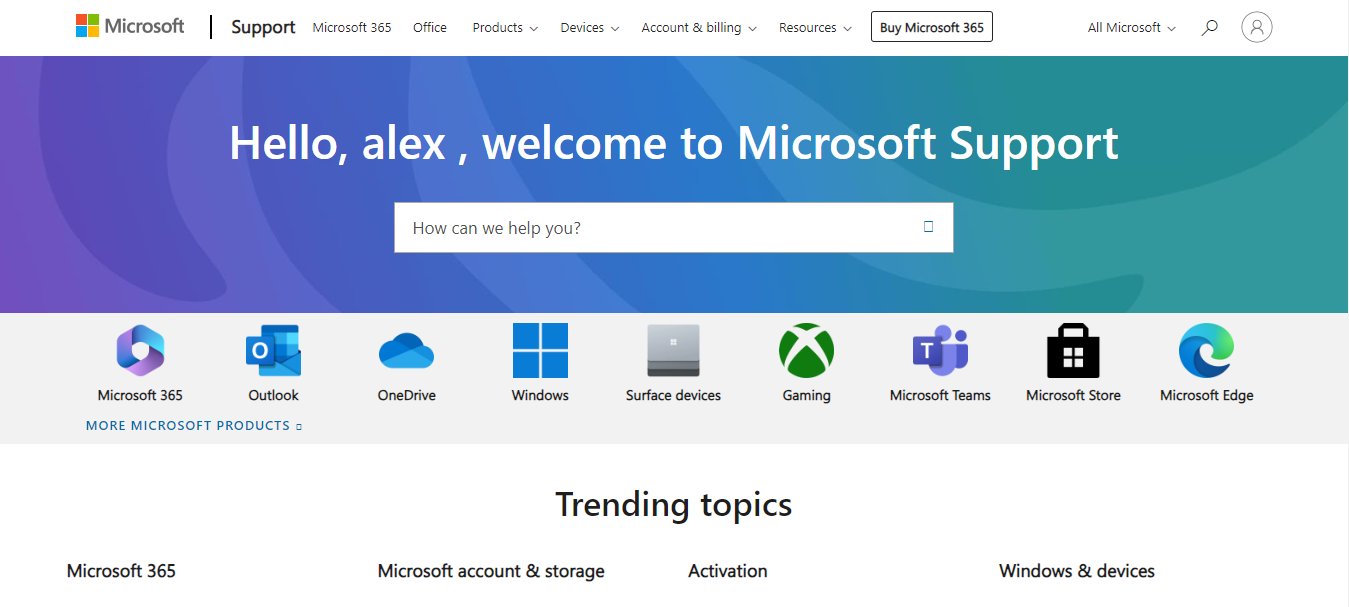 Microsoft Support Microsoft 365 Office Products Devices Account & billing Resources Buy Microsoft 365 All Microsoft
Hello, alex , welcome to Microsoft Support
How can we help you?
Microsoft 365 Outlook OneDrive Windows Surface devices Gaming Microsoft Teams Microsoft Store Microsoft Edge
MORE MICROSOFT PRODUCTS
Trending topics
Microsoft 365 Microsoft account & storage Activation Windows & devices